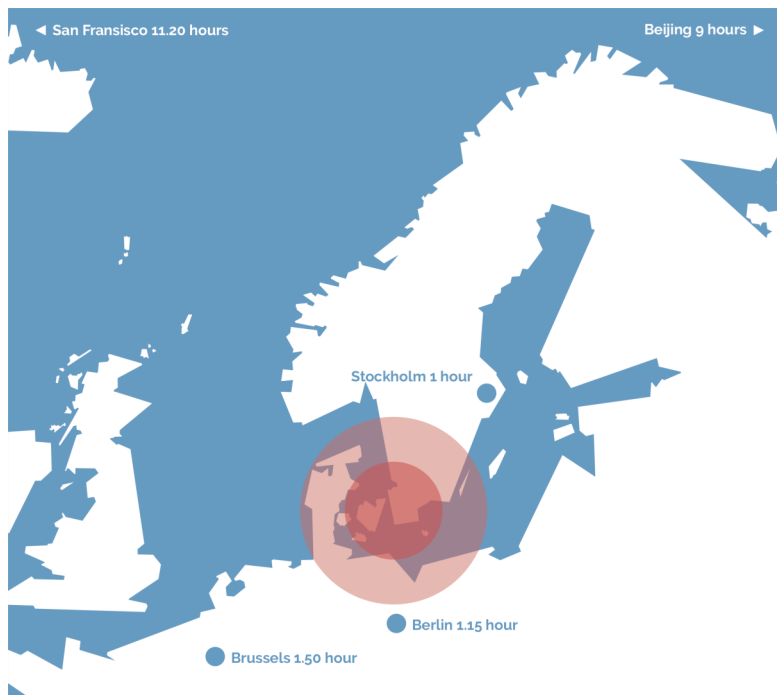 ◄ San Fransisco 11.20 hours
Beijing 9 hours ►
Stockholm 1 hour
Berlin 1.15 hour
Brussels 1.50 hour